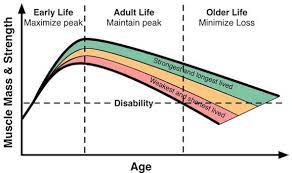 Early Life
Maximize peak
Adult Life
Maintain peak
Older Life
Minimize Loss
Muscle Mass & Strength
Strongest and longest lived
Weakest and shortest lived
Disability
Age